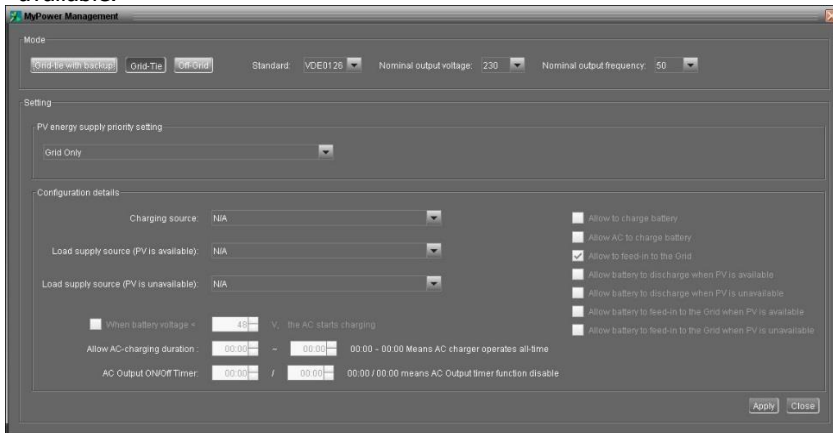 available.
MyPower Management
Mode
Grid-tie with backup Grid-Tie Off-Grid Standard: VDE0126 Nominal output voltage: 230 Nominal output frequency: 50
Setting
PV energy supply priority setting
Grid Only
Configuration details
Charging source: N/A
Allow to charge battery
Allow AC to charge battery
Load supply source (PV is available): N/A
Allow to feed-in to the Grid
Allow battery to discharge when PV is available
Load supply source (PV is unavailable): N/A
Allow battery to discharge when PV is unavailable
Allow battery to feed-in to the Grid when PV is available
When battery voltage < 48 V, the AC starts charging
Allow battery to feed-in to the Grid when PV is unavailable
Allow AC-charging duration : 00:00 ~ 00:00 00:00 ~ 00:00 Means AC charger operates all-time
AC Output ON/Off Timer: 00:00 / 00:00 00:00 / 00:00 means AC Output timer function disable
Apply Close